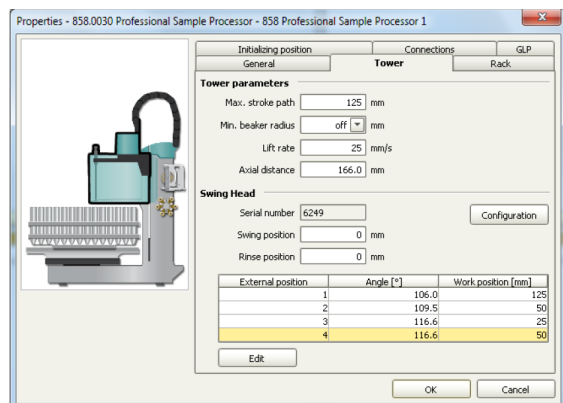 Properties - 858.0030 Professional Sample Processor - 858 Professional Sample Processor 1
Initializing position Connections GLP
General Tower Rack
Tower parameters
Max. stroke path 125 mm
Min. beaker radius off mm
Lift rate 25 mm/s
Axial distance 166.0 mm
Swing Head
Serial number 6249
Configuration
Swing position 0 mm
Rinse position 0 mm
External position Angle [°] Work position [mm]
1 106.0 125
2 109.5 50
3 116.6 25
4 116.6 50
Edit
OK Cancel